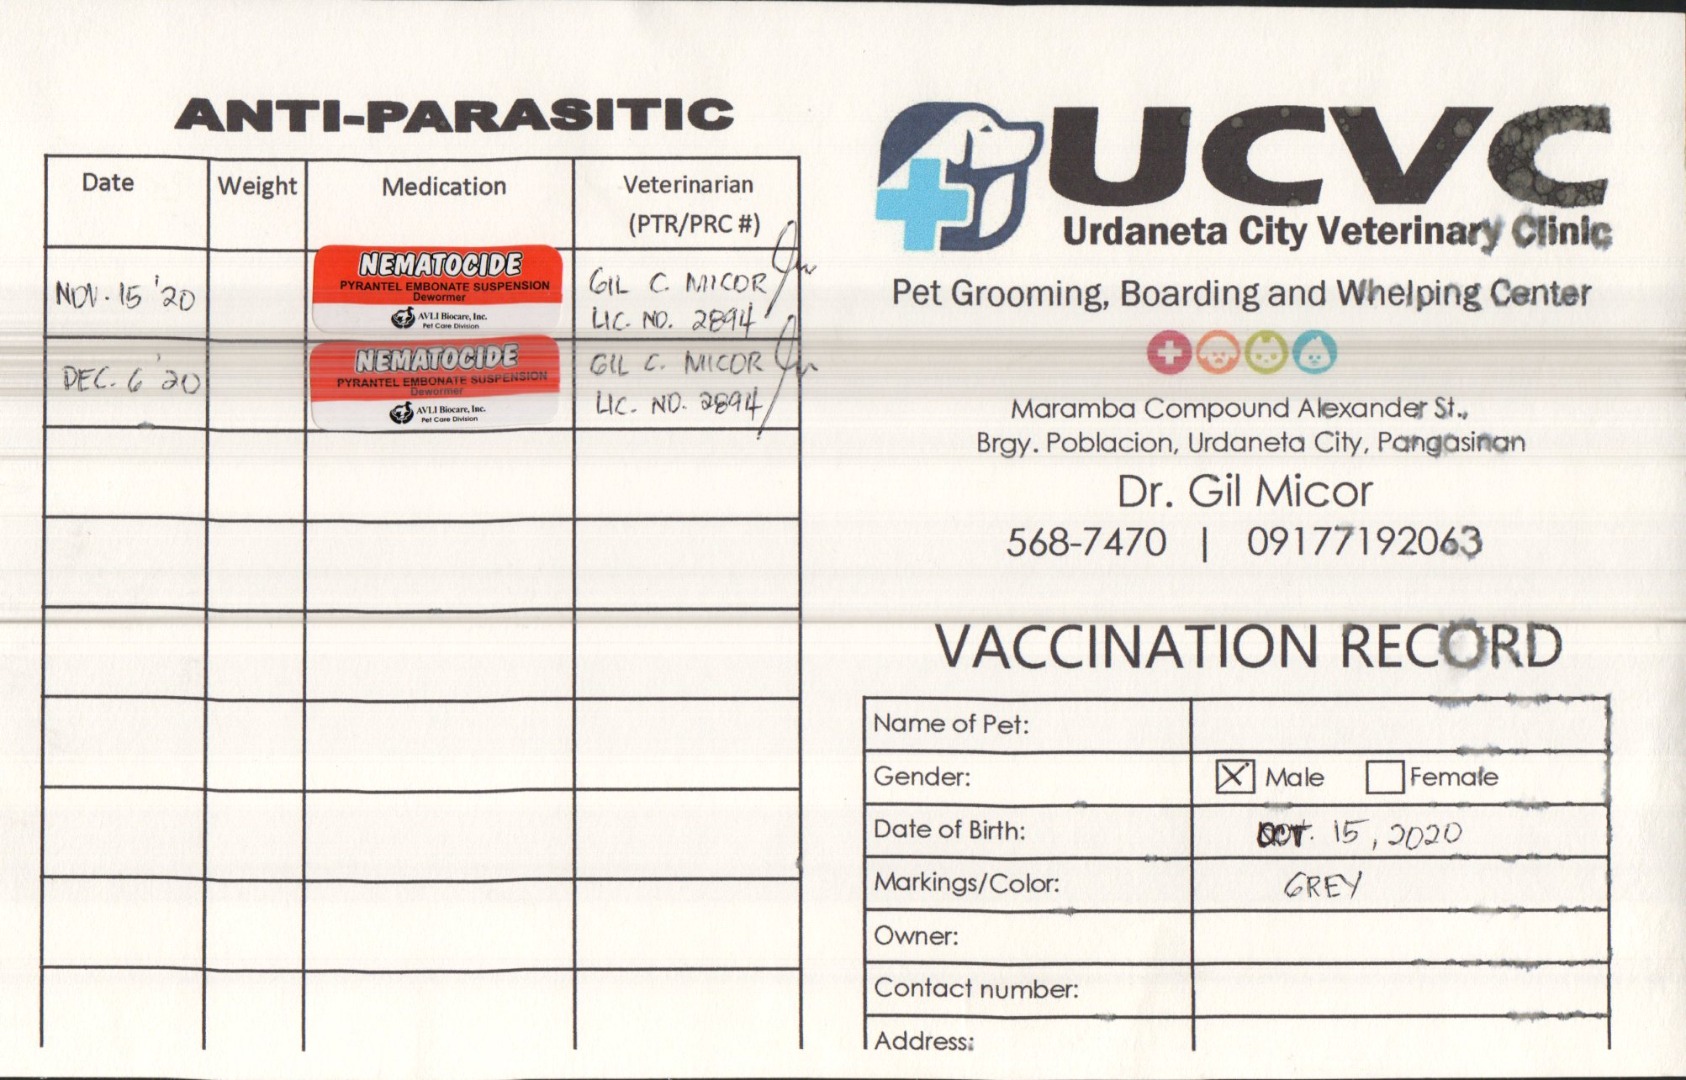 ANTI-PARASITIC
Date Weight Medication Veterinarian
(PTR/PRC #)
NOV. 15 '20
NEMATOCIDE
PYRANTEL EMBONATE SUSPENSION
Dewormer
AVLI Biocare, Inc.
Pet Care Division
GIL C. MICOR
LIC. NO. 2894
DEC. 6 '20
NEMATOCIDE
PYRANTEL EMBONATE SUSPENSION
Dewormer
AVLI Biocare, Inc.
Pet Care Division
GIL C. MICOR
LIC. NO. 2894
UCVC
Urdaneta City Veterinary Clinic
Pet Grooming, Boarding and Whelping Center
Maramba Compound Alexander St.,
Brgy. Poblacion, Urdaneta City, Pangasinan
Dr. Gil Micor
568-7470 | 09177192063
VACCINATION RECORD
Name of Pet:
Gender: Male Female
Date of Birth: OCT. 15, 2020
Markings/Color: GREY
Owner:
Contact number:
Address: